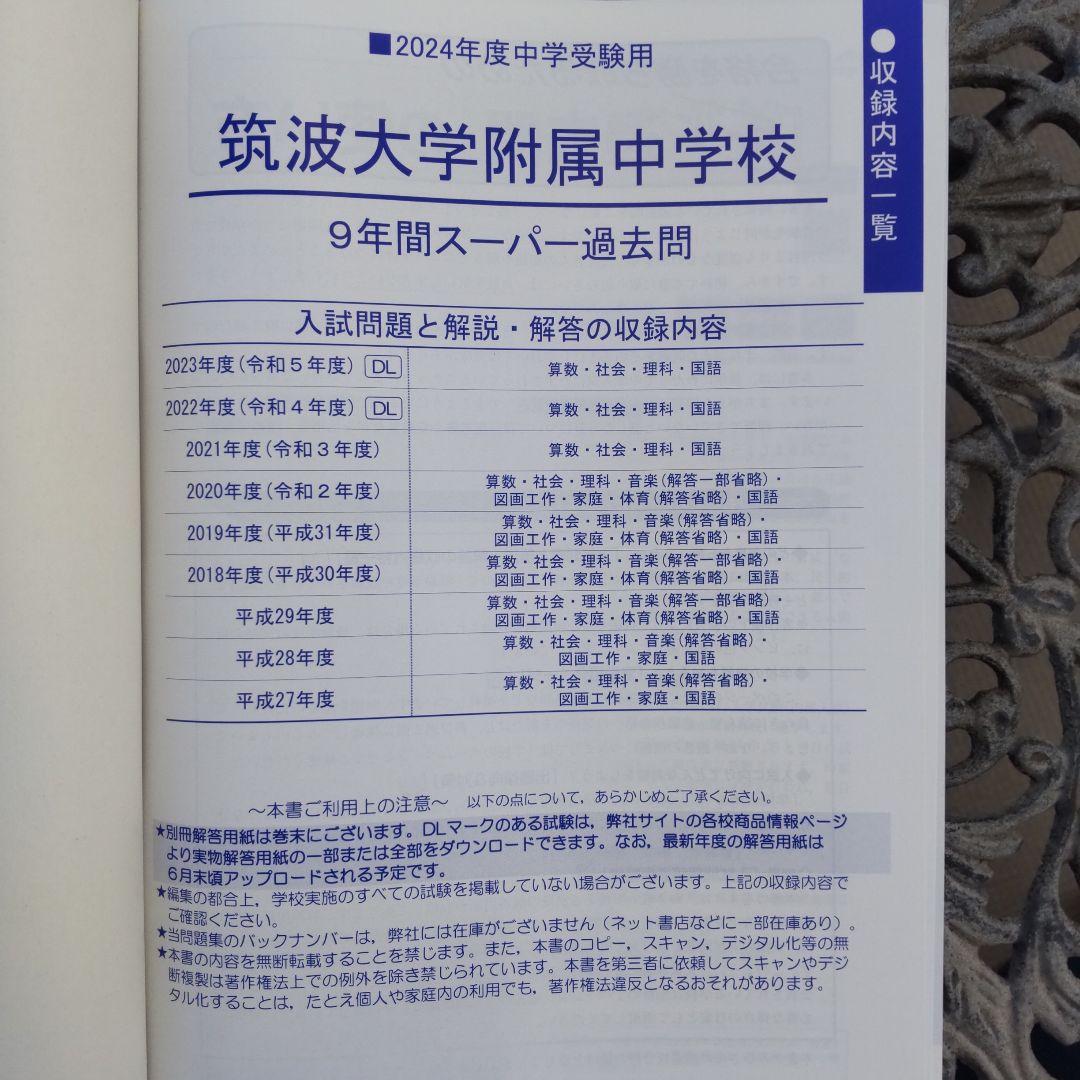 ■2024年度中学受験用
筑波大学附属中学校
9年間スーパー過去問
●収録内容一覧
入試問題と解説・解答の収録内容
2023年度(令和5年度) DL 算数・社会・理科・国語
2022年度(令和4年度) DL 算数・社会・理科・国語
2021年度(令和3年度) 算数・社会・理科・国語
2020年度(令和2年度) 算数・社会・理科・音楽(解答一部省略)・
図画工作・家庭・体育(解答省略)・国語
2019年度(平成31年度) 算数・社会・理科・音楽(解答省略)・
図画工作・家庭・体育(解答省略)・国語
2018年度(平成30年度) 算数・社会・理科・音楽(解答一部省略)・
図画工作・家庭・体育(解答省略)・国語
平成29年度 算数・社会・理科・音楽(解答一部省略)・
図画工作・家庭・体育(解答省略)・国語
平成28年度 算数・社会・理科・音楽(解答省略)・
図画工作・家庭・国語
平成27年度 算数・社会・理科・音楽(解答省略)・
図画工作・家庭・国語
~本書ご利用上の注意~ 以下の点について,あらかじめご了承ください。
★別冊解答用紙は巻末にございます。DLマークのある試験は,弊社サイトの各校商品情報ページ
より実物解答用紙の一部または全部をダウンロードできます。なお,最新年度の解答用紙は
6月末頃アップロードされる予定です。
★編集の都合上,学校実施のすべての試験を掲載していない場合がございます。上記の収録内容で
ご確認ください。
★当問題集のバックナンバーは,弊社には在庫がございません(ネット書店などに一部在庫あり)。
★本書の内容を無断転載することを禁じます。また,本書のコピー,スキャン,デジタル化等の無
断複製は著作権法上での例外を除き禁じられています。本書を第三者に依頼してスキャンやデジ
タル化することは,たとえ個人や家庭内の利用でも,著作権法違反となるおそれがあります。